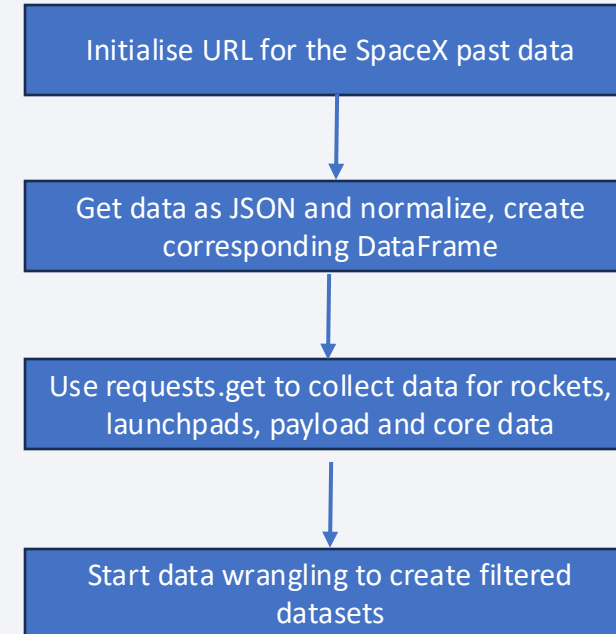 Initialise URL for the SpaceX past data
Get data as JSON and normalize, create
corresponding DataFrame
Use requests.get to collect data for rockets,
launchpads, payload and core data
Start data wrangling to create filtered
datasets